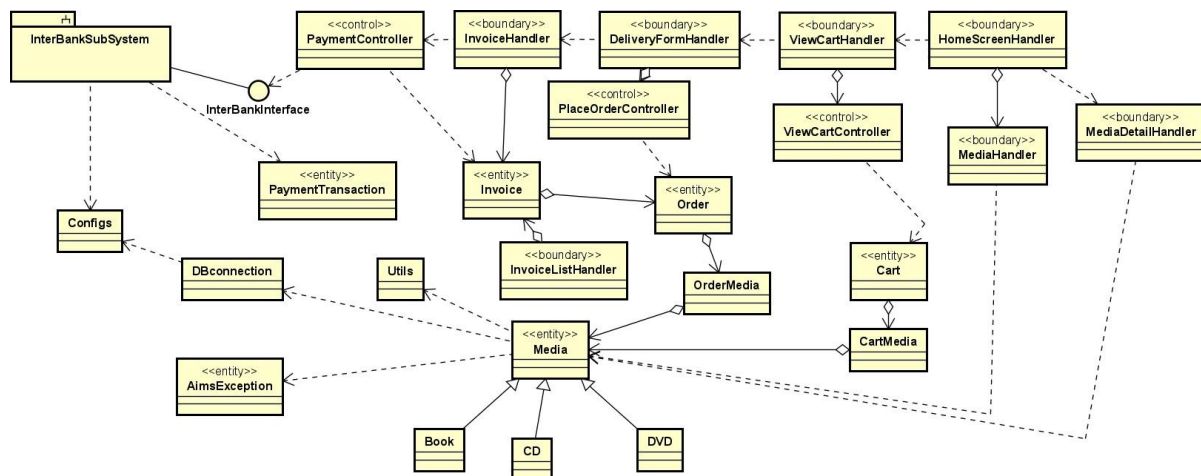 InterBankSubSystem
<<control>>
PaymentController
<<boundary>>
InvoiceHandler
<<boundary>>
DeliveryFormHandler
<<boundary>>
ViewCartHandler
<<boundary>>
HomeScreenHandler
InterBankInterface
<<control>>
PlaceOrderController
<<control>>
ViewCartController
<<boundary>>
MediaHandler
<<boundary>>
MediaDetailHandler
<<entity>>
PaymentTransaction
<<entity>>
Invoice
<<entity>>
Order
Configs
<<boundary>>
InvoiceListHandler
<<entity>>
Cart
DBconnection
Utils
OrderMedia
<<entity>>
Media
CartMedia
<<entity>>
AimsException
Book
CD
DVD